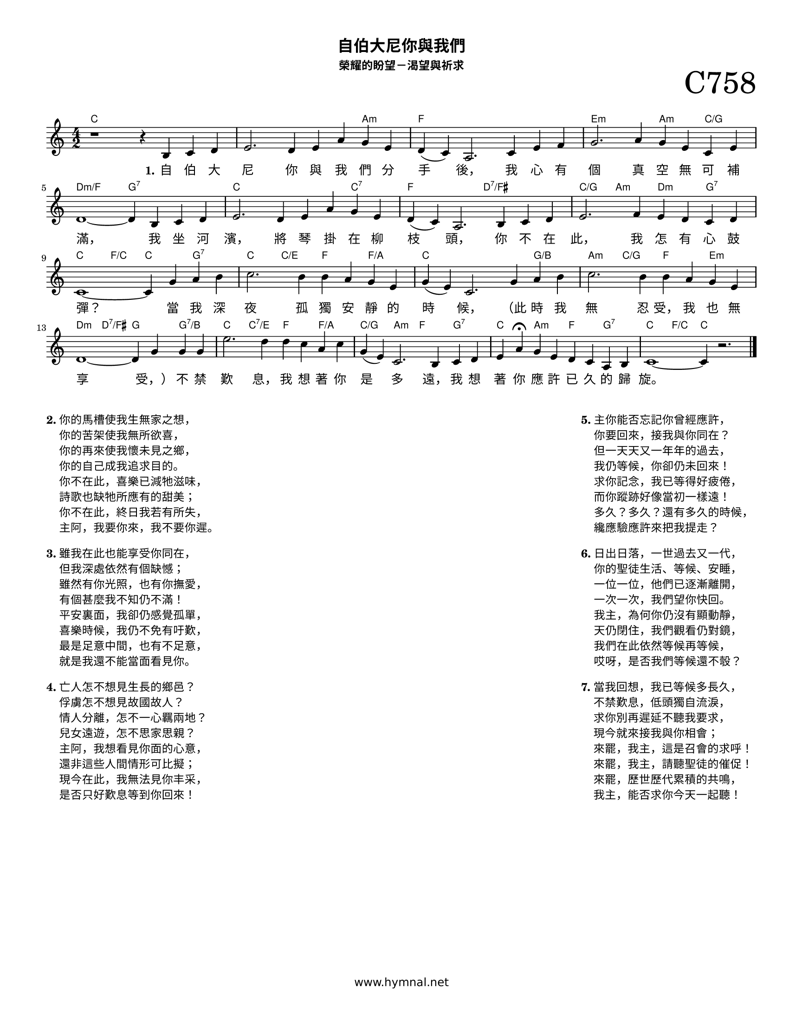 自伯大尼你與我們
榮耀的盼望－渴望與祈求
C758
C Am F Em Am C/G
1. 自 伯 大 尼 你 與 我 們 分 手 後， 我 心 有 個 真 空 無 可 補
5 Dm/F G7 C C7 F D7/F♯ C/G Am Dm G7
滿， 我 坐 河 濱， 將 琴 掛 在 柳 枝 頭， 你 不 在 此， 我 怎 有 心 鼓
9 C F/C C G7 C C/E F F/A C G/B Am C/G F Em
彈？ 當 我 深 夜 孤 獨 安 靜 的 時 候， （此 時 我 無 忍 受，我 也 無
13 Dm D7/F♯ G G7/B C C7/E F F/A C/G Am F G7 C Am F G7 C F/C C
享 受，）不 禁 歎 息，我 想 著 你 是 多 遠，我 想 著 你 應 許 已 久 的 歸 旋。
2. 你的馬槽使我生無家之想，
你的苦架使我無所欲喜，
你的再來使我懷未見之鄉，
你的自己成我追求目的。
你不在此，喜樂已減牠滋味，
詩歌也缺牠所應有的甜美；
你不在此，終日我若有所失，
主阿，我要你來，我不要你遲。
3. 雖我在此也能享受你同在，
但我深處依然有個缺憾；
雖然有你光照，也有你撫愛，
有個甚麼我不知仍不滿！
平安裏面，我卻仍感覺孤單，
喜樂時候，我仍不免有吁歎，
最是足意中間，也有不足意，
就是我還不能當面看見你。
4. 亡人怎不想見生長的鄉邑？
俘虜怎不想見故國故人？
情人分離，怎不一心羈兩地？
兒女遠遊，怎不思家思親？
主阿，我想看見你面的心意，
還非這些人間情形可比擬；
現今在此，我無法見你丰采，
是否只好歎息等到你回來！
5. 主你能否忘記你曾經應許，
你要回來，接我與你同在？
但一天天又一年年的過去，
我仍等候，你卻仍未回來！
求你記念，我已等得好疲倦，
而你蹤跡好像當初一樣遠！
多久？多久？還有多久的時候，
纔應驗應許來把我提走？
6. 日出日落，一世過去又一代，
你的聖徒生活、等候、安睡，
一位一位，他們已逐漸離開，
一次一次，我們望你快回。
我主，為何你仍沒有顯動靜，
天仍閉住，我們觀看仍對鏡，
我們在此依然等候再等候，
哎呀，是否我們等候還不彀？
7. 當我回想，我已等候多長久，
不禁歎息，低頭獨自流淚，
求你別再遲延不聽我要求，
現今就來接我與你相會；
來罷，我主，這是召會的求呼！
來罷，我主，請聽聖徒的催促！
來罷，歷世歷代累積的共鳴，
我主，能否求你今天一起聽！
www.hymnal.net